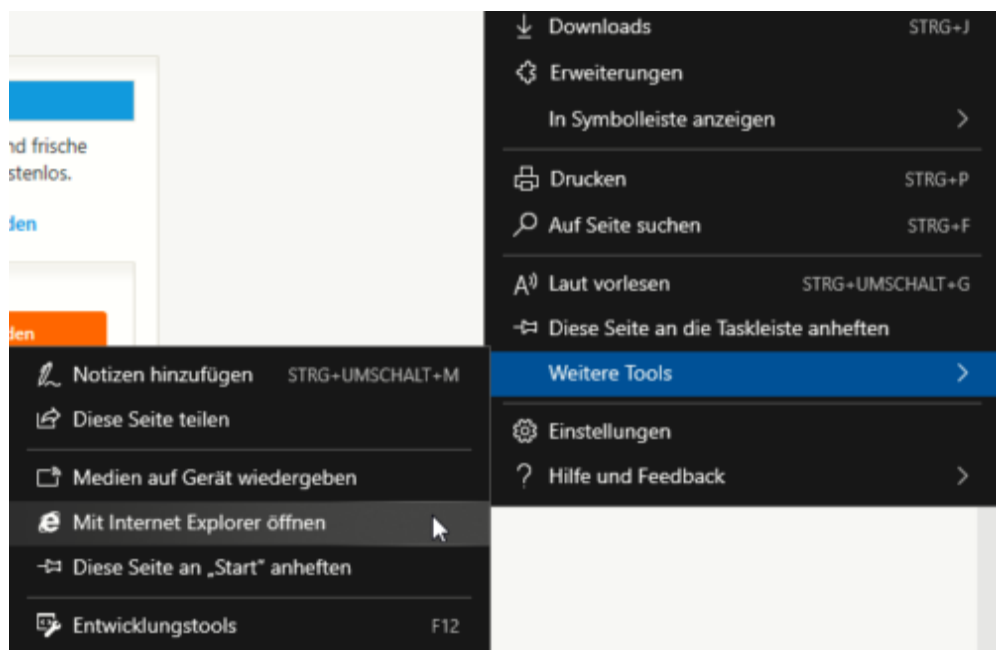 Downloads STRG+J
Erweiterungen
In Symbolleiste anzeigen
Drucken STRG+P
Auf Seite suchen STRG+F
Laut vorlesen STRG+UMSCHALT+G
Diese Seite an die Taskleiste anheften
Weitere Tools
Einstellungen
Hilfe und Feedback
nd frische
stenlos.
den
den
Notizen hinzufügen STRG+UMSCHALT+M
Diese Seite teilen
Medien auf Gerät wiedergeben
Mit Internet Explorer öffnen
Diese Seite an „Start“ anheften
Entwicklungstools F12